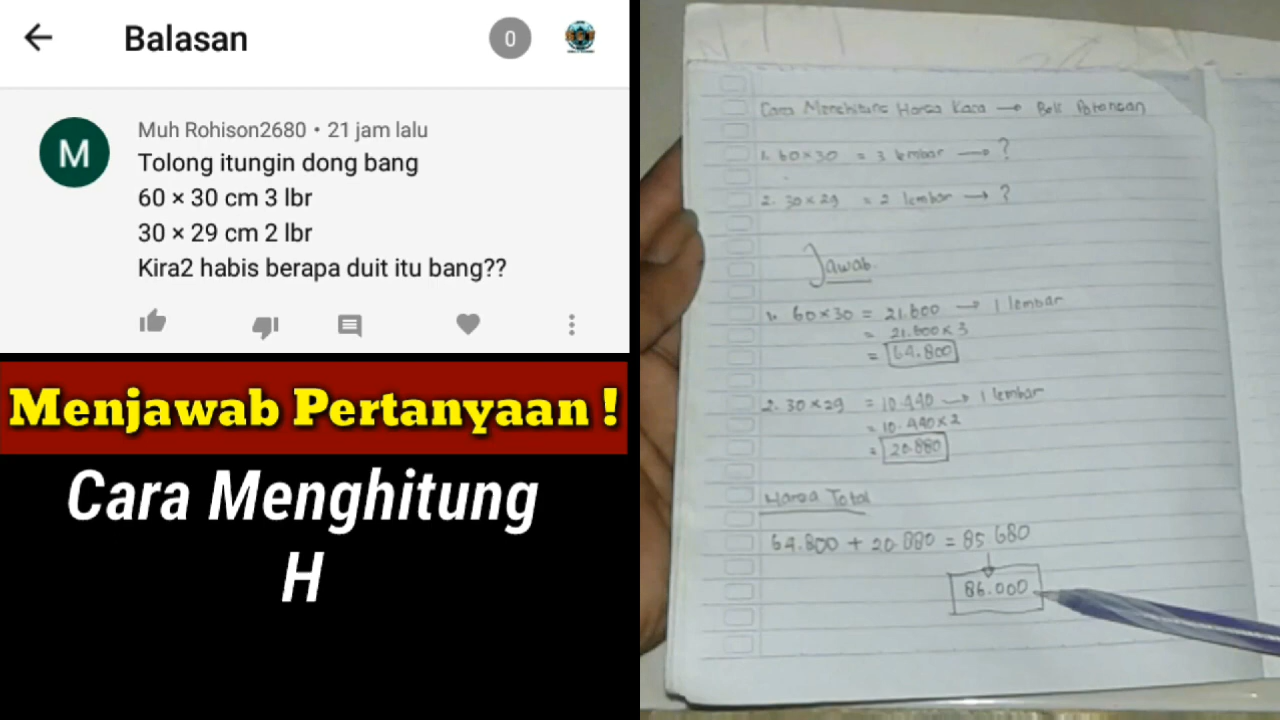 Balasan
0
M
Muh Rohison2680 • 21 jam lalu
Tolong itungin dong bang
60 × 30 cm 3 lbr
30 × 29 cm 2 lbr
Kira2 habis berapa duit itu bang??
Menjawab Pertanyaan !
Cara Menghitung
H
Cara Menghitung Harga Kaca → Beli Potongan
1. 60×30 = 3 lembar → ?
2. 30×29 = 2 lembar → ?
Jawab
1. 60×30 = 21.600 → 1 lembar
= 21.600×3
= 64.800
2. 30×29 = 10.440 → 1 lembar
= 10.440×2
= 20.880
Harga Total
64.800 + 20.880 = 85.680
86.000